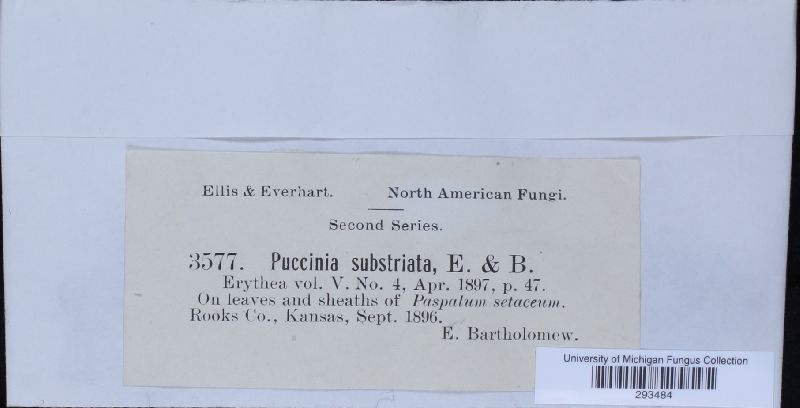 Ellis & Everhart. North American Fungi.
Second Series.
3577. Puccinia substriata, E. & B.
Erythea vol. V. No. 4, Apr. 1897, p. 47.
On leaves and sheaths of Paspalum setaceum.
Rooks Co., Kansas, Sept. 1896.
E. Bartholomew.
University of Michigan Fungus Collection
293484